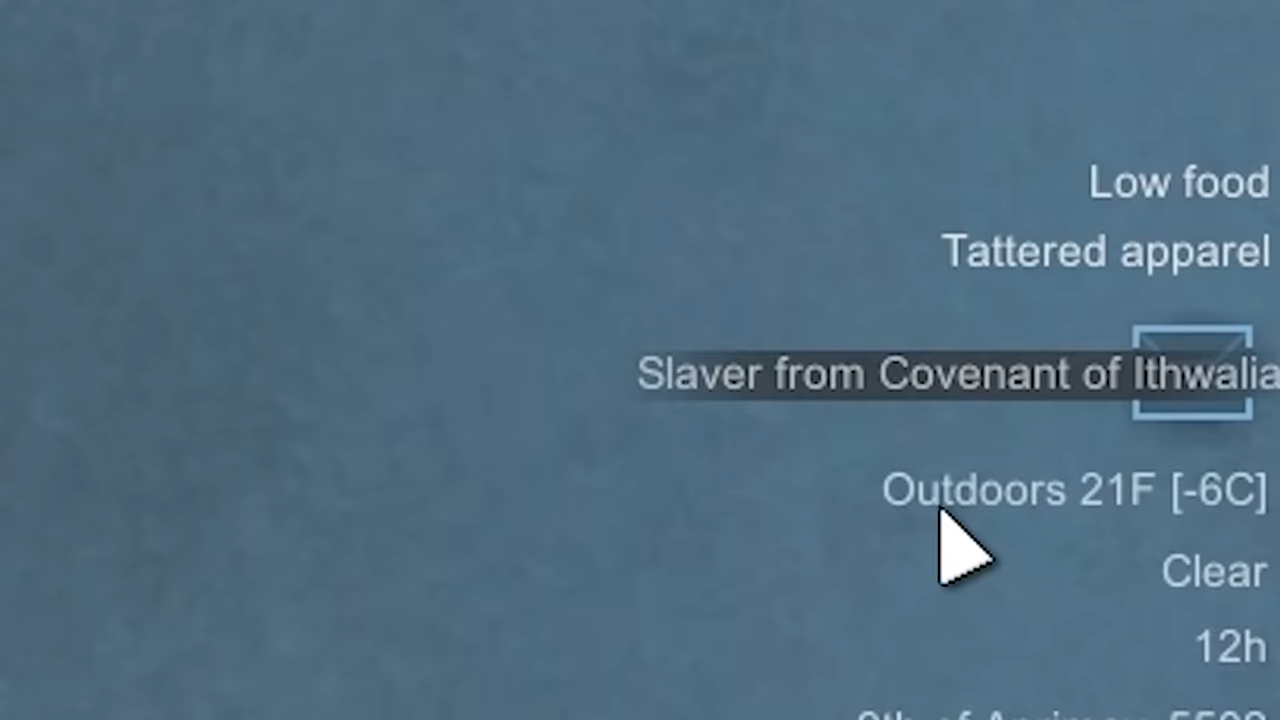 Low food
Tattered apparel
Slaver from Covenant of Ithwalia
Outdoors 21F [-6C]
Clear
12h